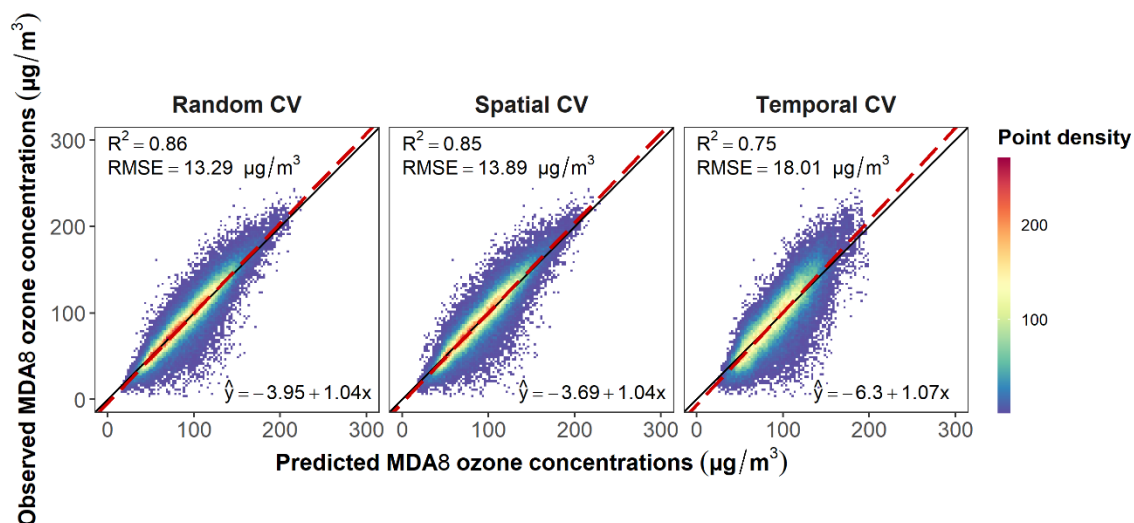 Observed MDA8 ozone concentrations (µg/m³)
Random CV
R² = 0.86
RMSE = 13.29 µg/m³
ŷ = −3.95 + 1.04x
Spatial CV
R² = 0.85
RMSE = 13.89 µg/m³
ŷ = −3.69 + 1.04x
Temporal CV
R² = 0.75
RMSE = 18.01 µg/m³
ŷ = −6.3 + 1.07x
300
200
100
0
0 100 200 300
0 100 200 300
0 100 200 300
Predicted MDA8 ozone concentrations (µg/m³)
Point density
200
100